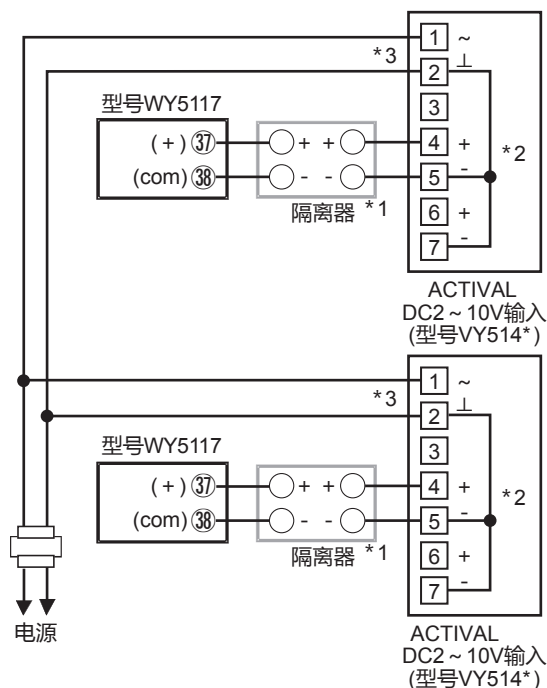 1 ~
*3
2 ⊥
型号WY5117
3
(+) ㊲ + + 4 +
*2
(com) ㊳ - - 5 -
隔离器 *1
6 +
7 -
ACTIVAL
DC2~10V输入
(型号VY514*)
1 ~
*3
2 ⊥
型号WY5117
3
(+) ㊲ + + 4 +
*2
(com) ㊳ - - 5 -
隔离器 *1
6 +
7 -
电源
ACTIVAL
DC2~10V输入
(型号VY514*)